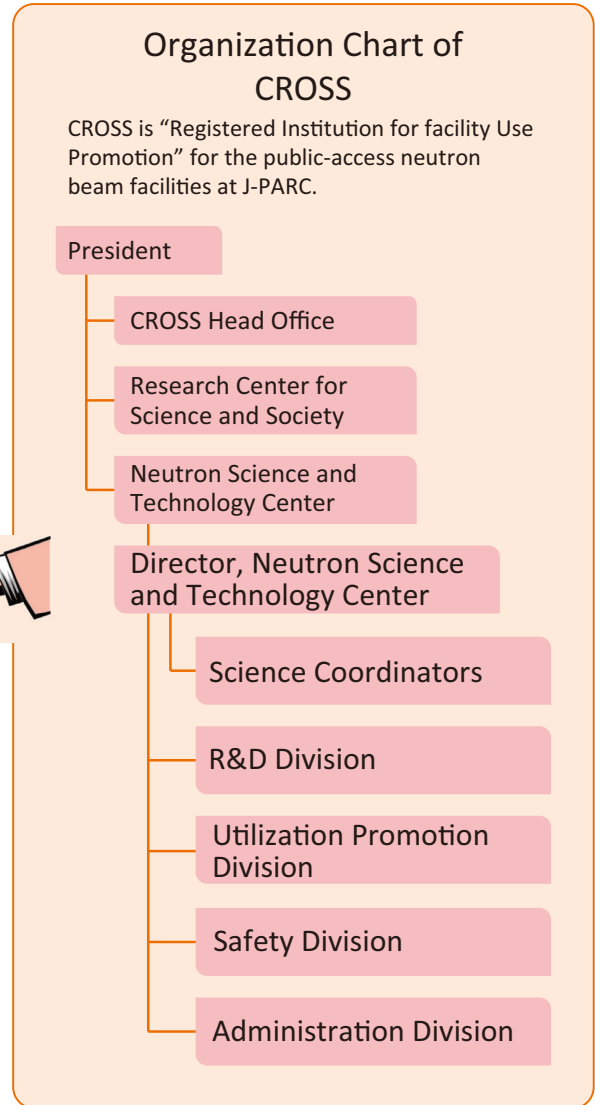 Organization Chart of
CROSS
CROSS is “Registered Institution for facility Use
Promotion” for the public-access neutron
beam facilities at J-PARC.
President
CROSS Head Office
Research Center for
Science and Society
Neutron Science and
Technology Center
Director, Neutron Science
and Technology Center
Science Coordinators
R&D Division
Utilization Promotion
Division
Safety Division
Administration Division